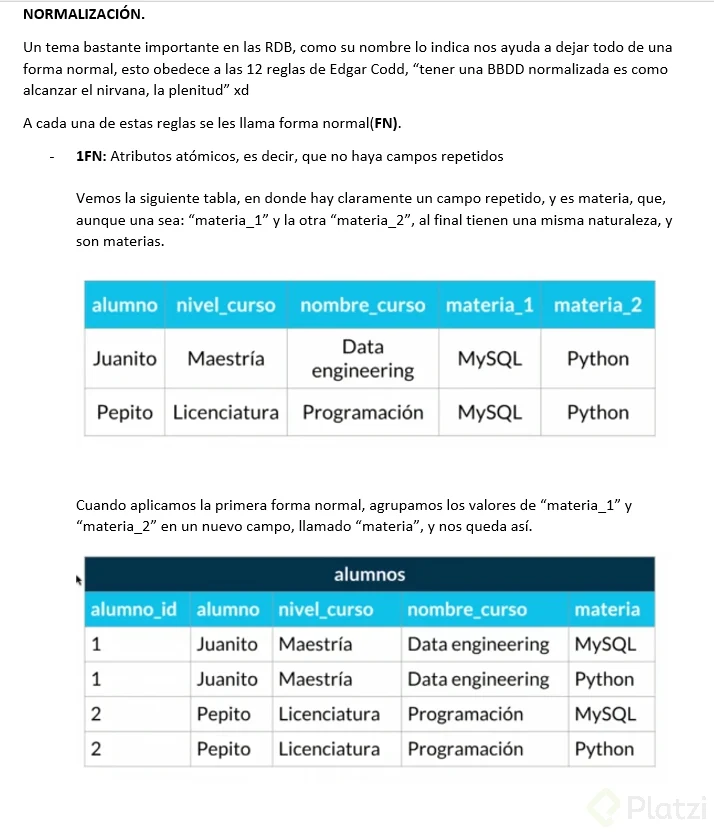 NORMALIZACIÓN.
Un tema bastante importante en las RDB, como su nombre lo indica nos ayuda a dejar todo de una
forma normal, esto obedece a las 12 reglas de Edgar Codd, “tener una BBDD normalizada es como
alcanzar el nirvana, la plenitud” xd
A cada una de estas reglas se les llama forma normal(FN).
- 1FN: Atributos atómicos, es decir, que no haya campos repetidos
Vemos la siguiente tabla, en donde hay claramente un campo repetido, y es materia, que,
aunque una sea: “materia_1” y la otra “materia_2”, al final tienen una misma naturaleza, y
son materias.
alumno nivel_curso nombre_curso materia_1 materia_2
Juanito Maestría Data engineering MySQL Python
Pepito Licenciatura Programación MySQL Python
Cuando aplicamos la primera forma normal, agrupamos los valores de “materia_1” y
“materia_2” en un nuevo campo, llamado “materia”, y nos queda así.
alumnos
alumno_id alumno nivel_curso nombre_curso materia
1 Juanito Maestría Data engineering MySQL
1 Juanito Maestría Data engineering Python
2 Pepito Licenciatura Programación MySQL
2 Pepito Licenciatura Programación Python
Platzi